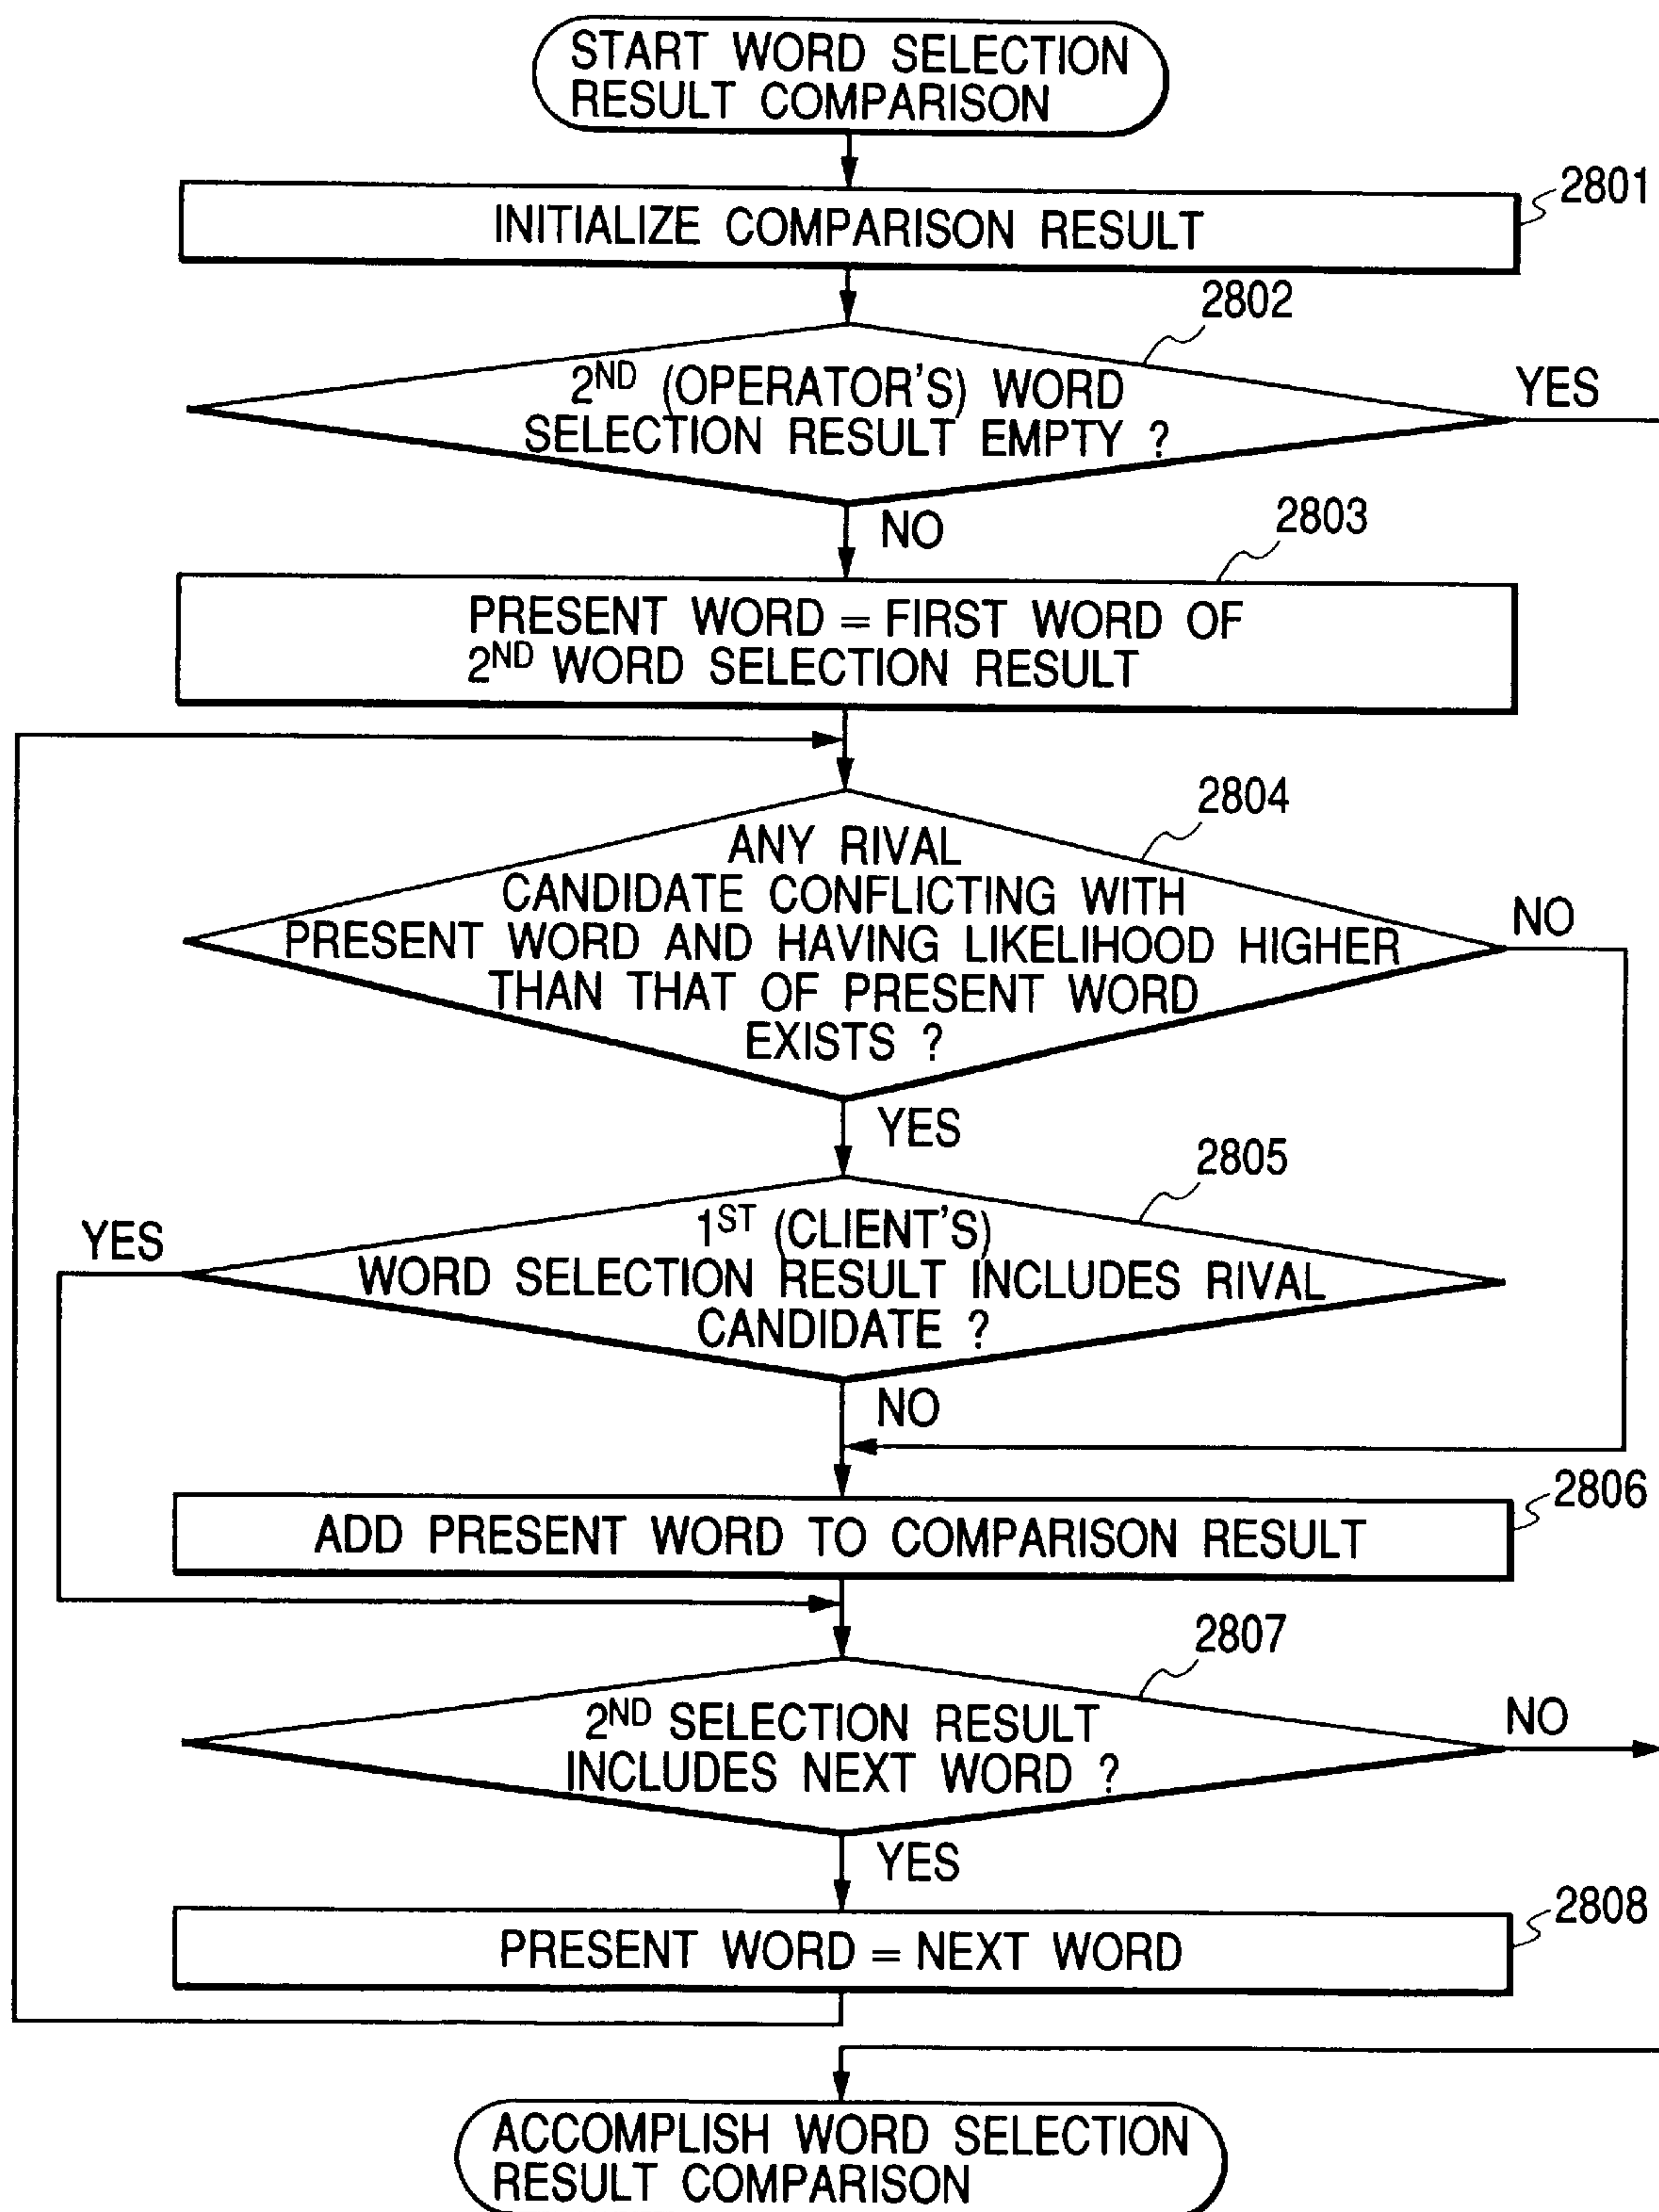 START WORD SELECTION
RESULT COMPARISON
2801
INITIALIZE COMPARISON RESULT
2802
2ND (OPERATOR'S) WORD
SELECTION RESULT EMPTY ?
YES
NO
2803
PRESENT WORD = FIRST WORD OF
2ND WORD SELECTION RESULT
2804
ANY RIVAL
CANDIDATE CONFLICTING WITH
PRESENT WORD AND HAVING LIKELIHOOD HIGHER
THAN THAT OF PRESENT WORD
EXISTS ?
NO
YES
2805
YES
1ST (CLIENT'S)
WORD SELECTION RESULT INCLUDES RIVAL
CANDIDATE ?
NO
2806
ADD PRESENT WORD TO COMPARISON RESULT
2807
2ND SELECTION RESULT
INCLUDES NEXT WORD ?
NO
YES
2808
PRESENT WORD = NEXT WORD
ACCOMPLISH WORD SELECTION
RESULT COMPARISON